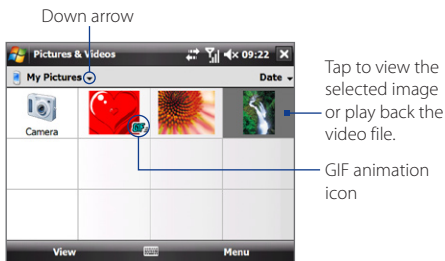 Down arrow
Pictures & Videos 09:22
My Pictures Date
Camera
GIF
View Menu
Tap to view the
selected image
or play back the
video file.
GIF animation
icon